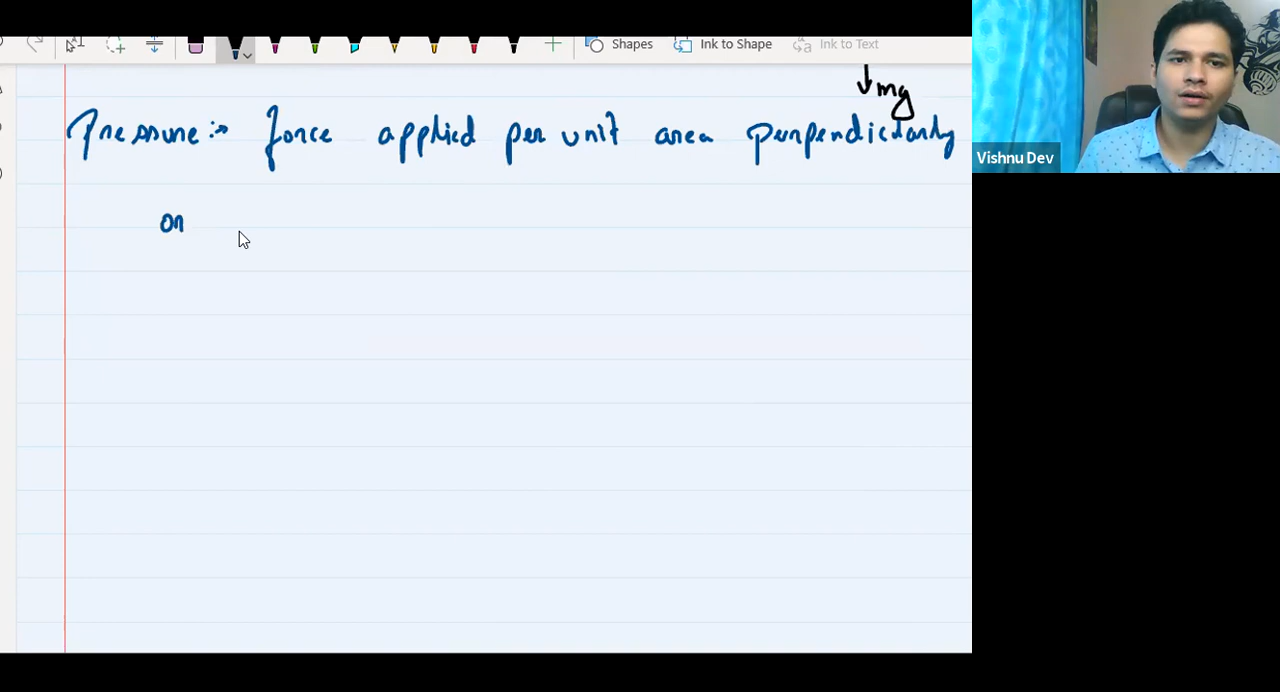 Shapes Ink to Shape Ink to Text
mg
Pressure:→ force applied per unit area perpendicularly
on
Vishnu Dev